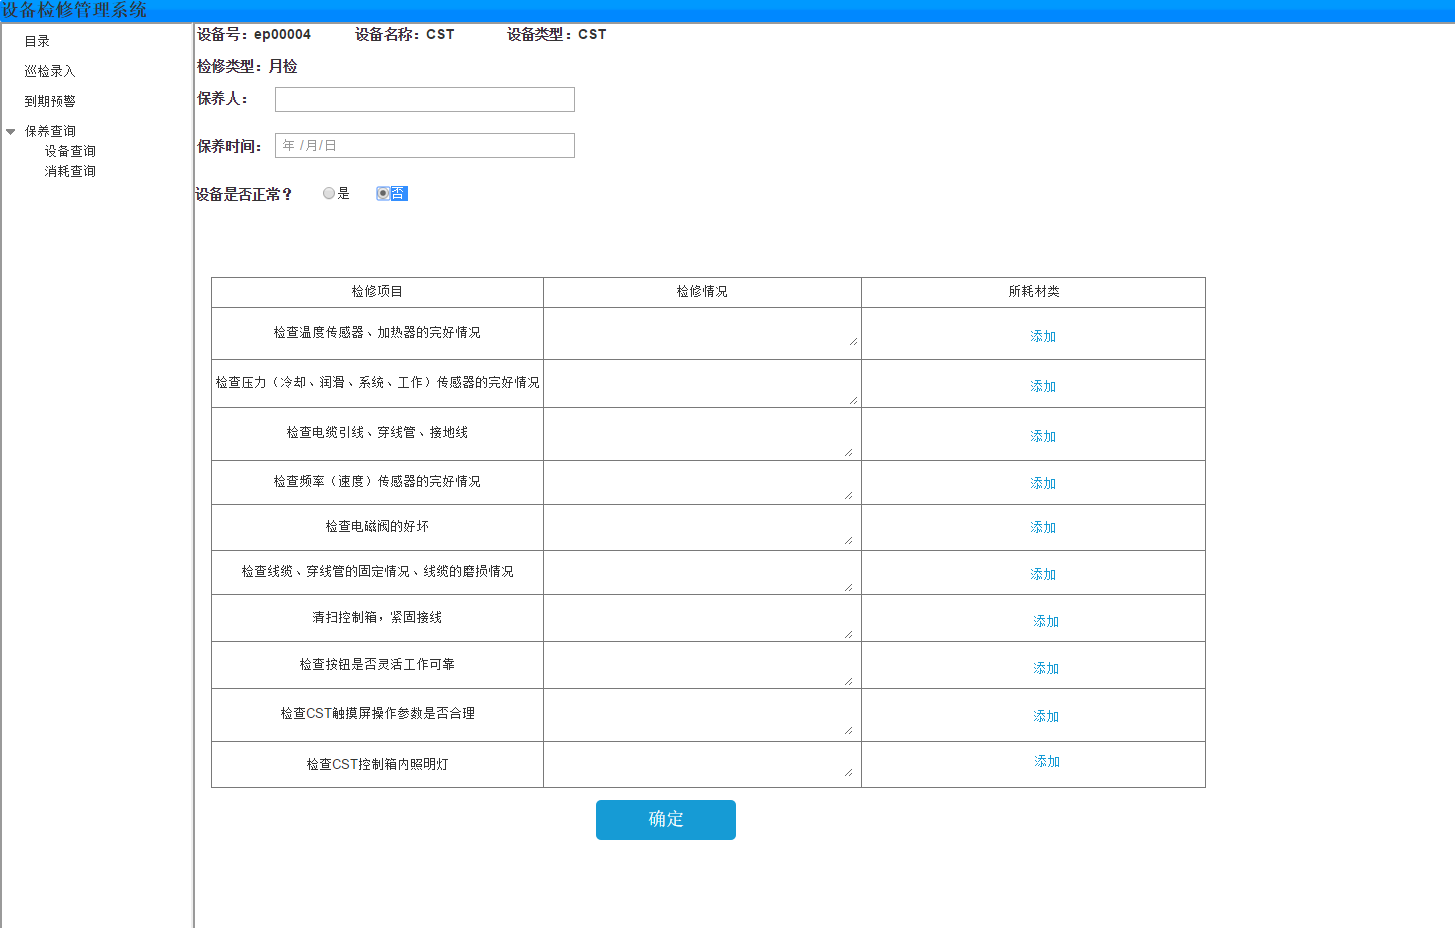 设备检修管理系统
目录
巡检录入
到期预警
保养查询
设备查询
消耗查询
设备号：ep00004 设备名称：CST 设备类型：CST
检修类型：月检
保养人：
保养时间： 年 /月/日
设备是否正常？ 是 否
检修项目 检修情况 所耗材类
检查温度传感器、加热器的完好情况 添加
检查压力（冷却、润滑、系统、工作）传感器的完好情况 添加
检查电缆引线、穿线管、接地线 添加
检查频率（速度）传感器的完好情况 添加
检查电磁阀的好坏 添加
检查线缆、穿线管的固定情况、线缆的磨损情况 添加
清扫控制箱，紧固接线 添加
检查按钮是否灵活工作可靠 添加
检查CST触摸屏操作参数是否合理 添加
检查CST控制箱内照明灯 添加
确定